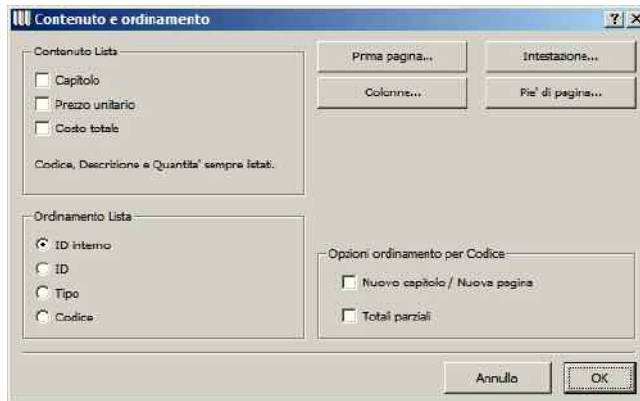 Contenuto e ordinamento
Contenuto Lista
Capitolo
Prezzo unitario
Costo totale
Codice, Descrizione e Quantita' sempre listati.
Prima pagina...
Intestazione...
Colonne...
Pie' di pagina...
Ordinamento Lista
ID interno
ID
Tipo
Codice
Opzioni ordinamento per Codice
Nuovo capitolo / Nuova pagina
Totali parziali
Annulla
OK